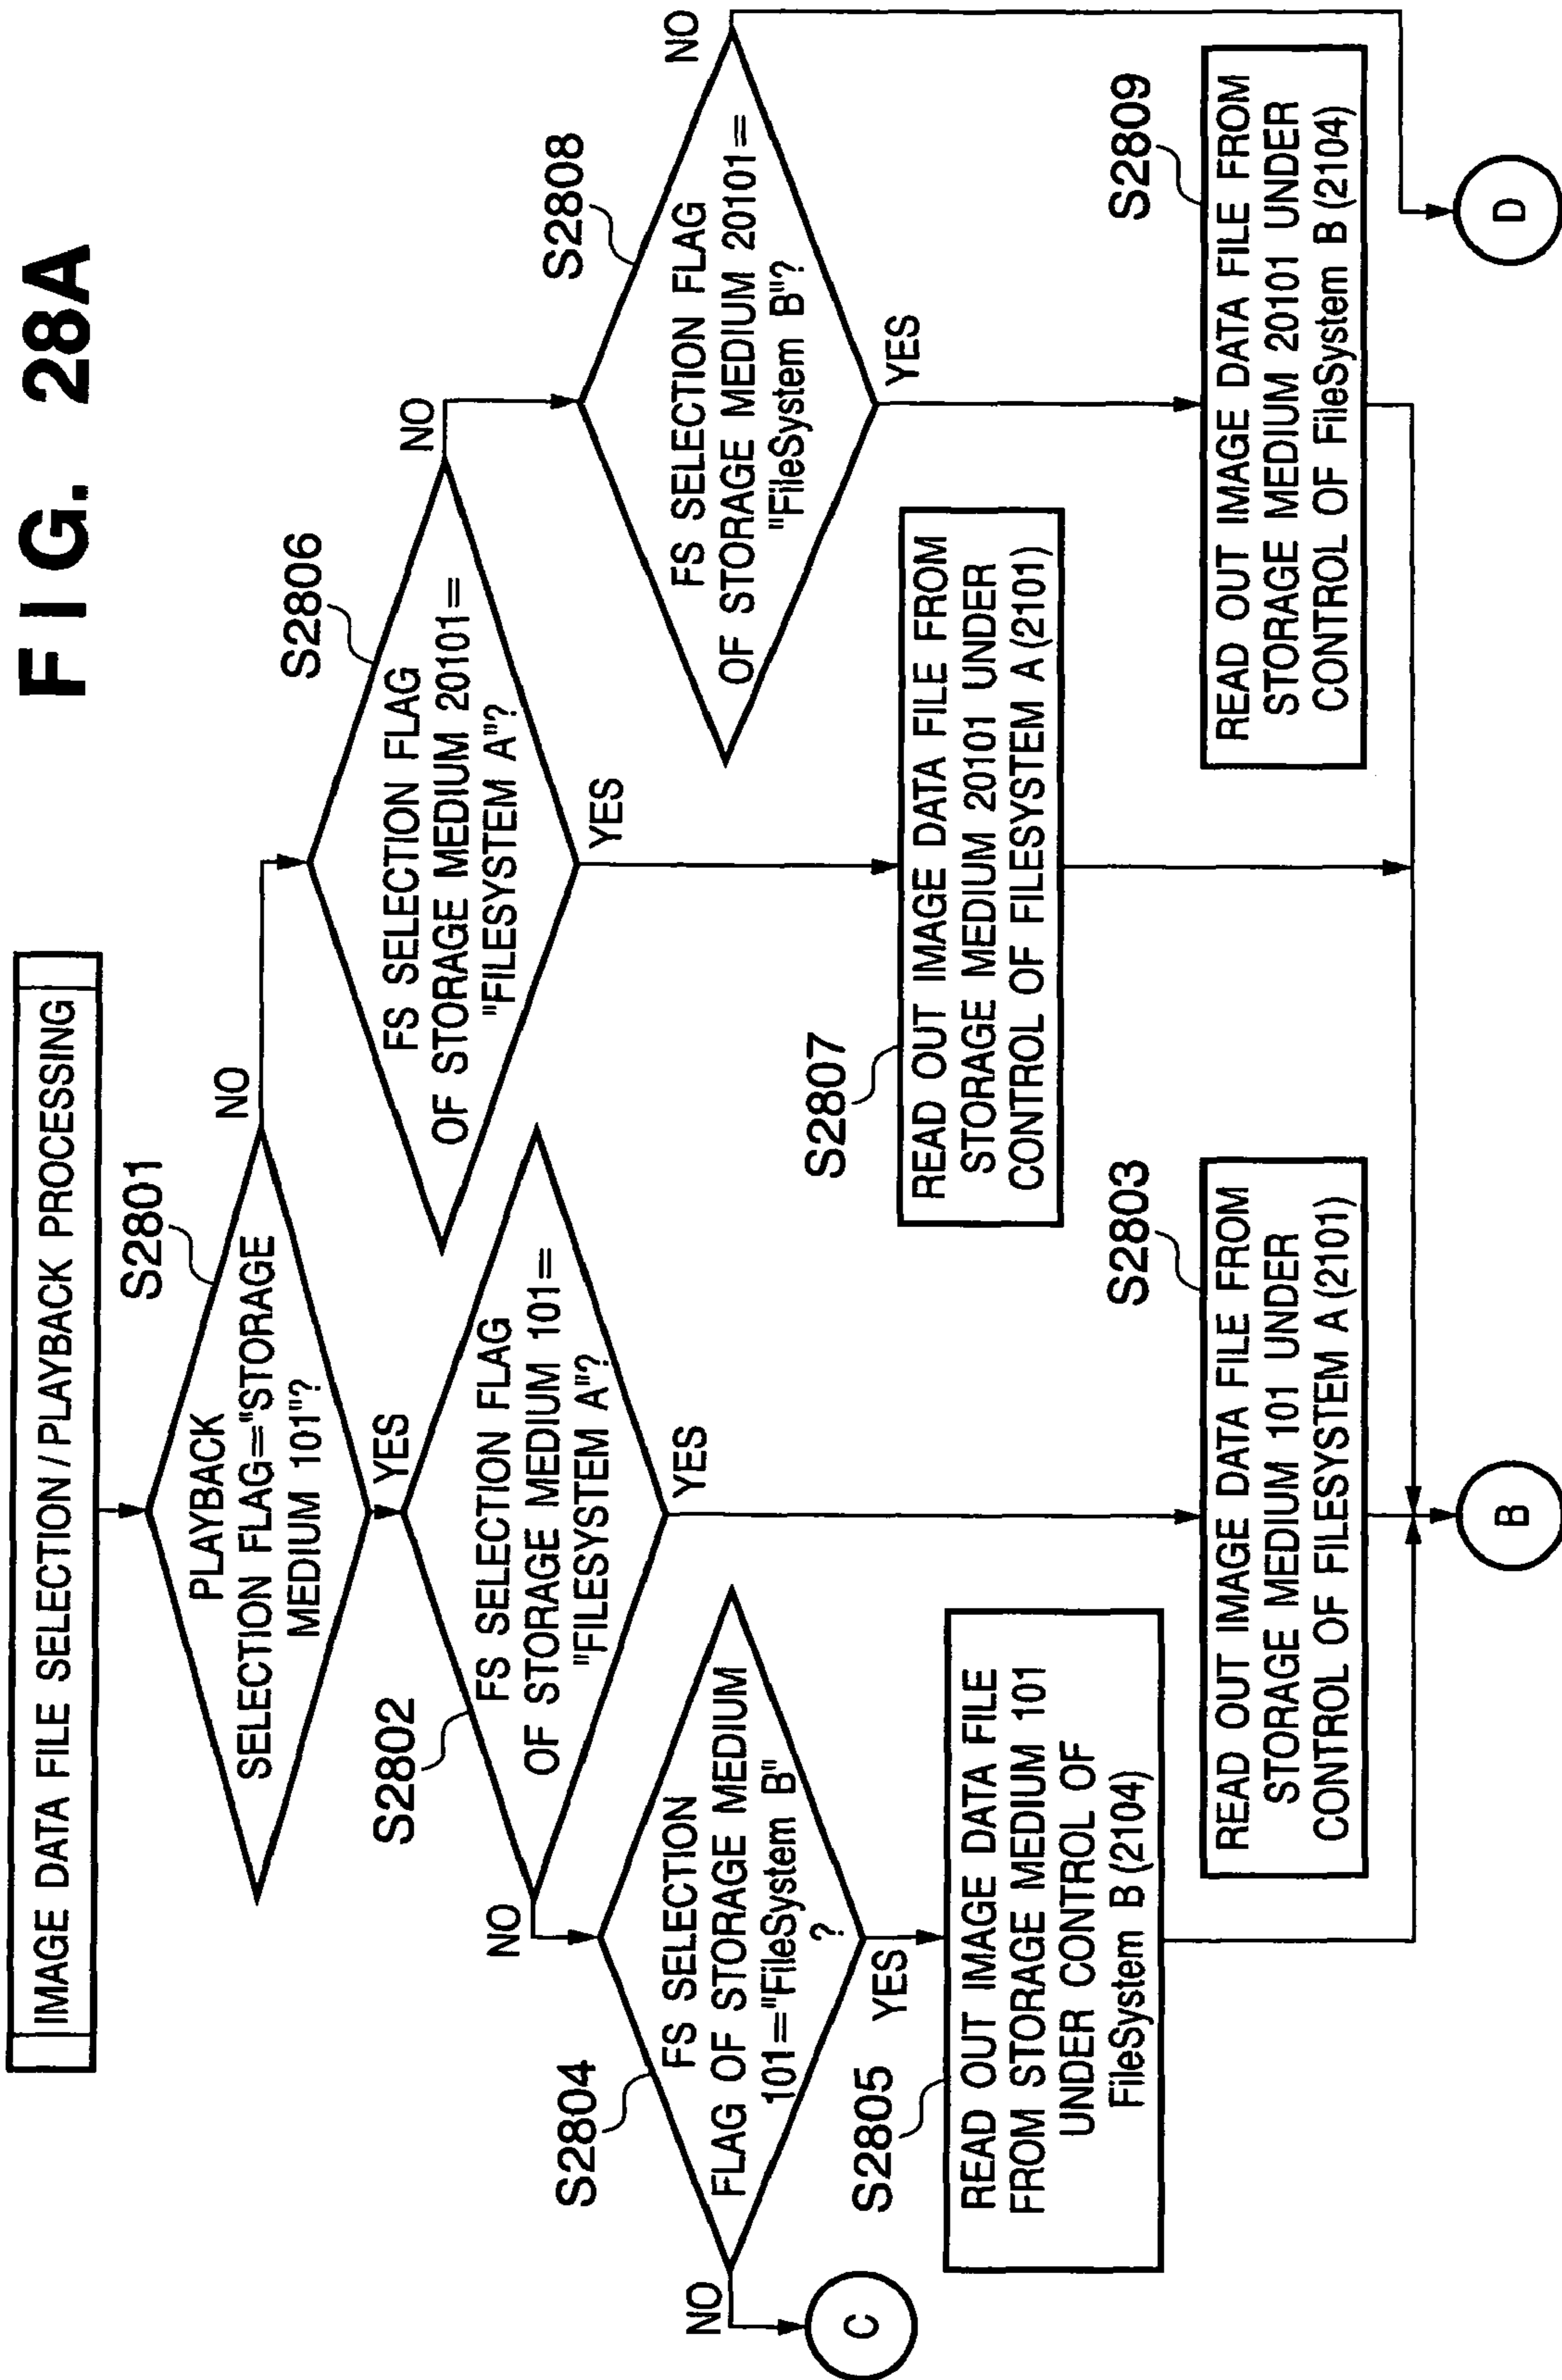 FIG. 28A
IMAGE DATA FILE SELECTION/PLAYBACK PROCESSING
S2801
PLAYBACK
SELECTION FLAG="STORAGE
MEDIUM 101"?
NO
YES
S2802
FS SELECTION FLAG
OF STORAGE MEDIUM 101=
"FILESYSTEM A"?
NO
YES
S2804
FS SELECTION
FLAG OF STORAGE MEDIUM
101="FileSystem B"
?
NO
YES
C
S2805
READ OUT IMAGE DATA FILE
FROM STORAGE MEDIUM 101
UNDER CONTROL OF
FileSystem B (2104)
S2803
READ OUT IMAGE DATA FILE FROM
STORAGE MEDIUM 101 UNDER
CONTROL OF FILESYSTEM A (2101)
B
S2806
FS SELECTION FLAG
OF STORAGE MEDIUM 20101=
"FILESYSTEM A"?
NO
YES
S2807
READ OUT IMAGE DATA FILE FROM
STORAGE MEDIUM 20101 UNDER
CONTROL OF FILESYSTEM A (2101)
S2808
FS SELECTION FLAG
OF STORAGE MEDIUM 20101=
"FileSystem B"?
NO
YES
S2809
READ OUT IMAGE DATA FILE FROM
STORAGE MEDIUM 20101 UNDER
CONTROL OF FileSystem B (2104)
D